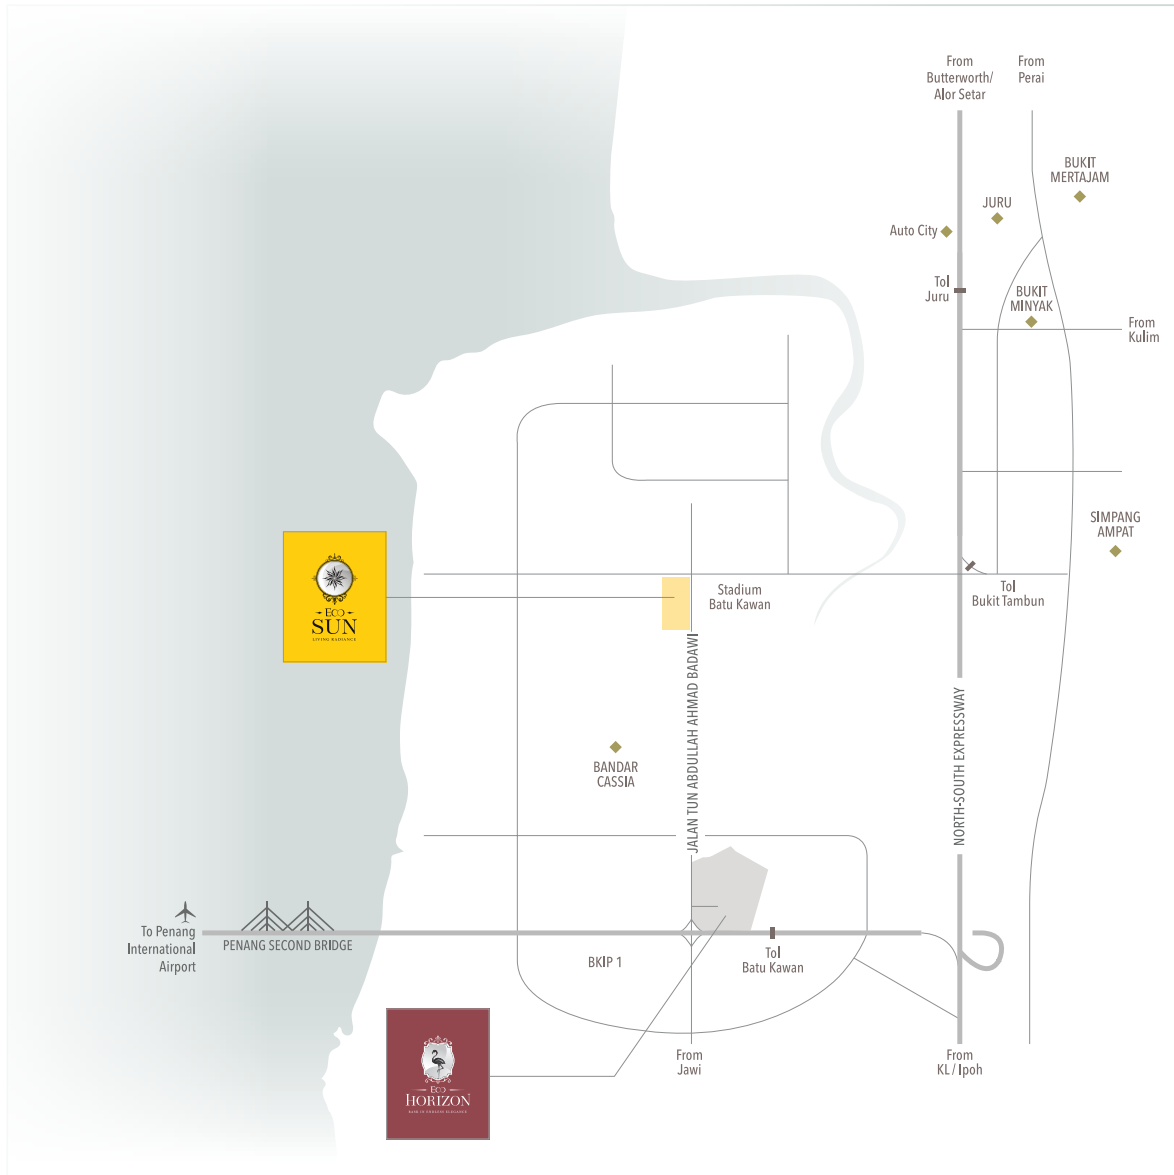 From
Butterworth/
Alor Setar
From
Perai
BUKIT
MERTAJAM
JURU
Auto City
Tol
Juru
BUKIT
MINYAK
From
Kulim
SIMPANG
AMPAT
ECO
SUN
LIVING RADIANCE
Stadium
Batu Kawan
Tol
Bukit Tambun
JALAN TUN ABDULLAH AHMAD BADAWI
NORTH-SOUTH EXPRESSWAY
BANDAR
CASSIA
To Penang
International
Airport
PENANG SECOND BRIDGE
BKIP 1
Tol
Batu Kawan
ECO
HORIZON
From
Jawi
From
KL / Ipoh